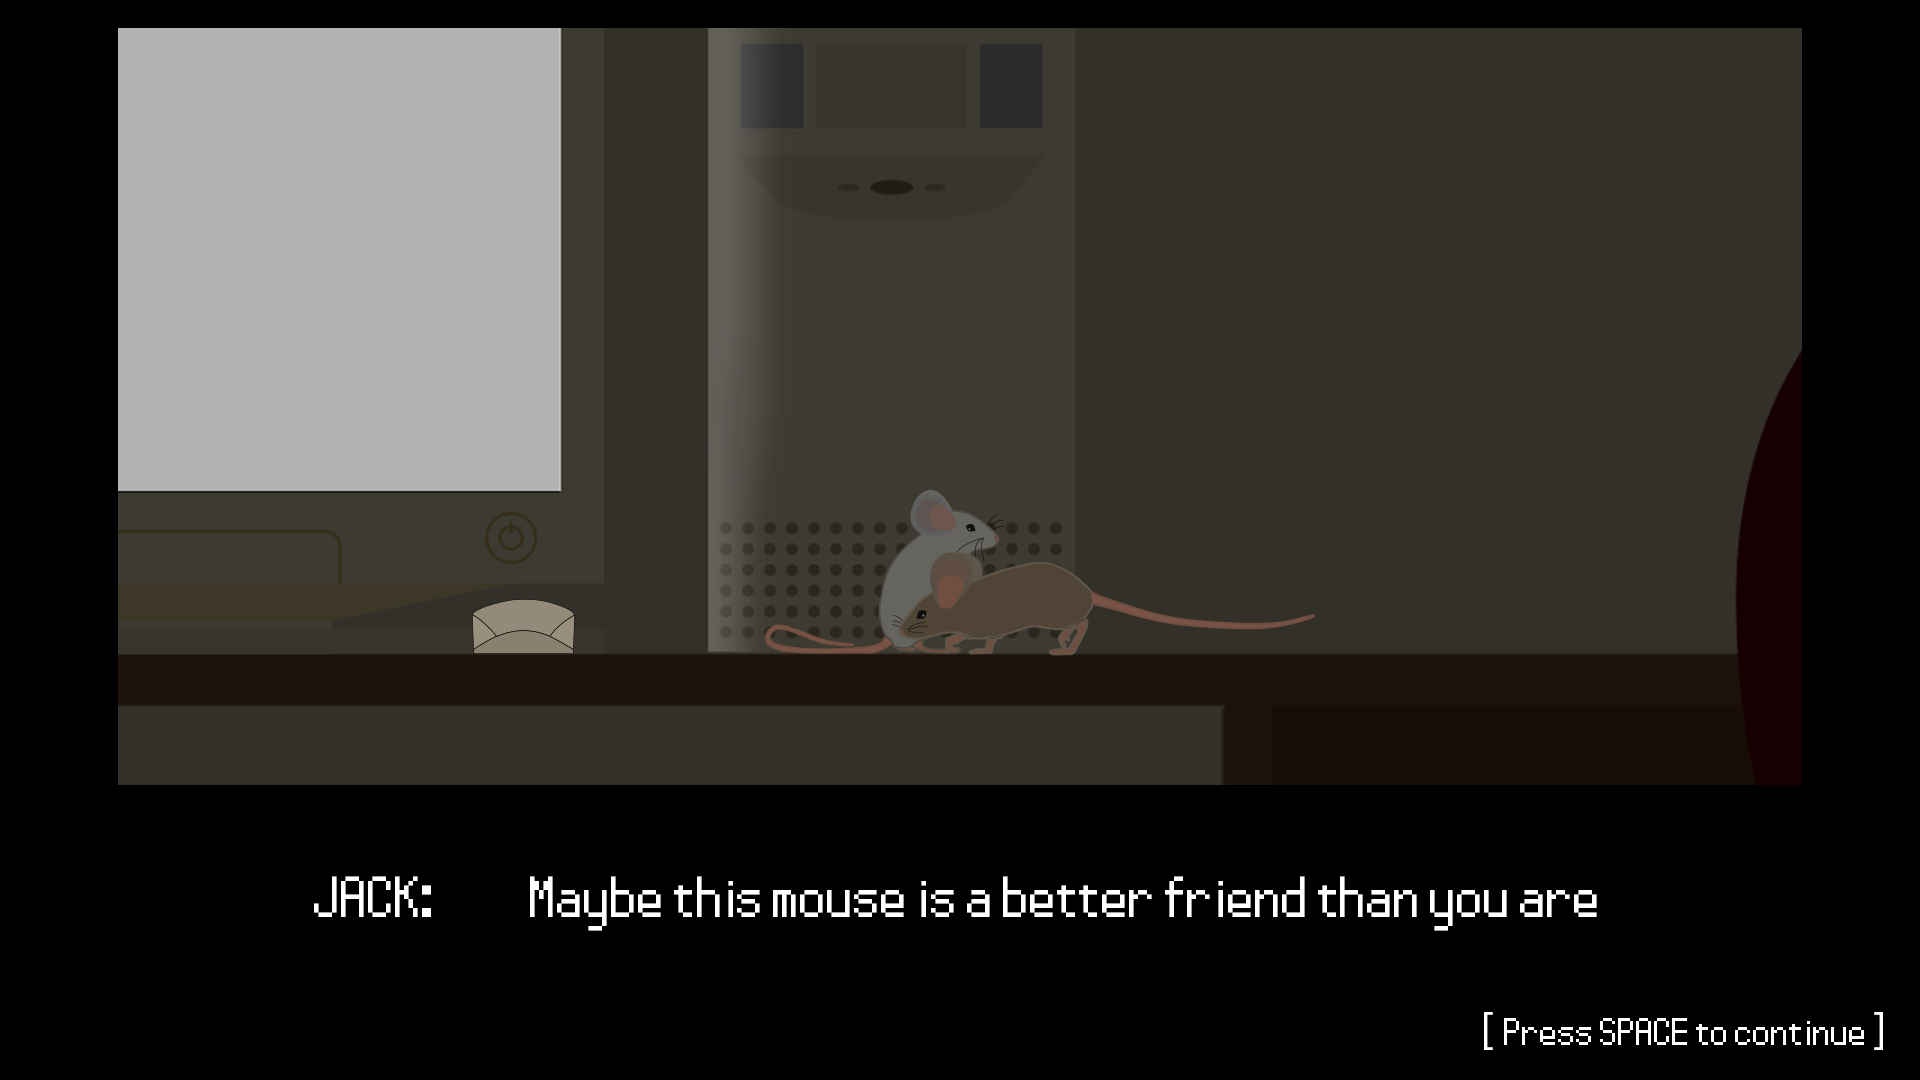 JACK: Maybe this mouse is a better friend than you are
[ Press SPACE to continue ]